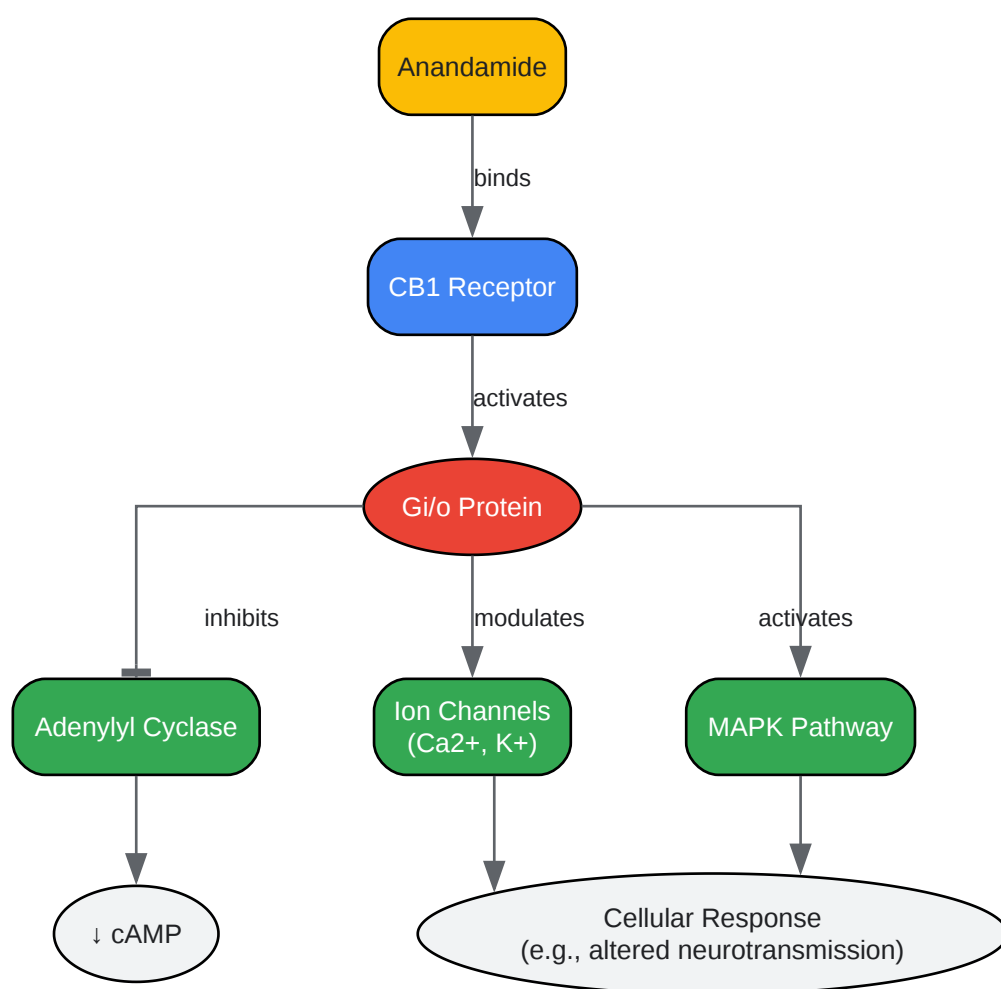 Anandamide
binds
CB1 Receptor
activates
Gi/o Protein
inhibits
modulates
activates
Adenylyl Cyclase
Ion Channels
(Ca2+, K+)
MAPK Pathway
↓ cAMP
Cellular Response
(e.g., altered neurotransmission)